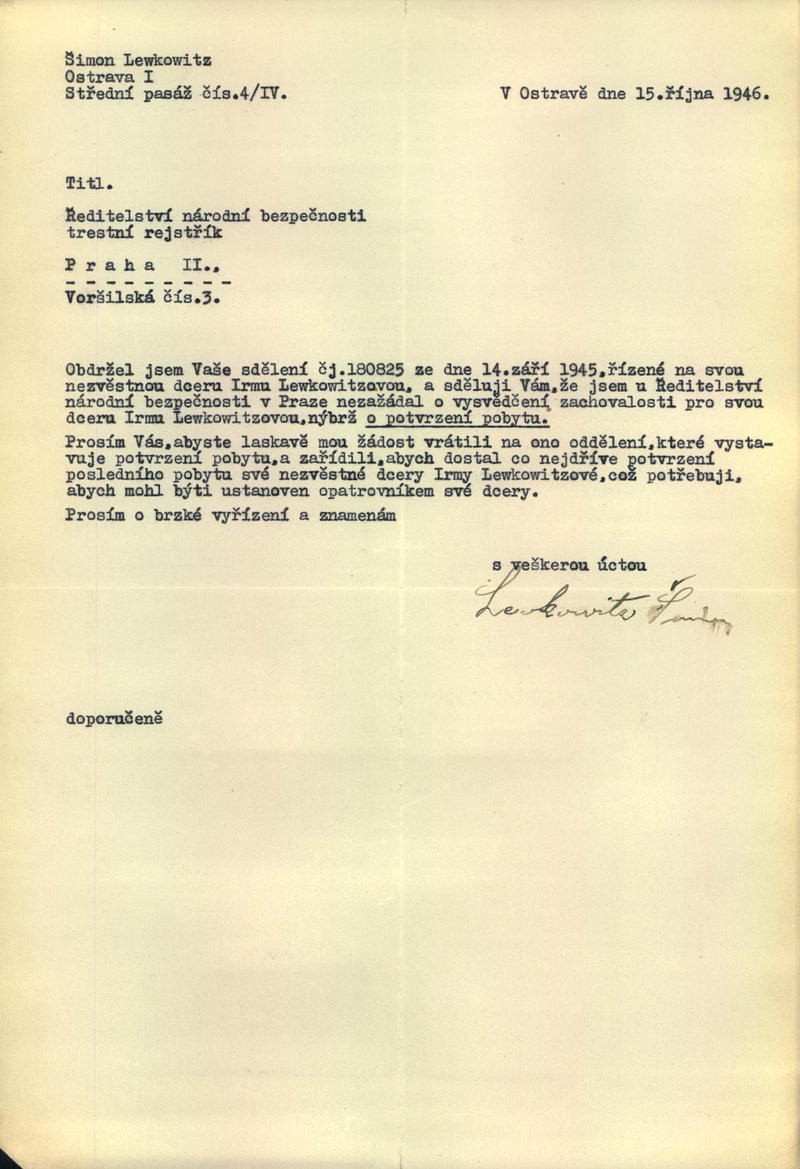 Šimon Lewkowitz
Ostrava I
Střední pasáž čís.4/IV.
V Ostravě dne 15.října 1946.
Titl.
Ředitelství národní bezpečnosti
trestní rejstřík
P r a h a  II.,
Voršilská čís.3.
Obdržel jsem Vaše sdělení čj.180825 ze dne 14.září 1945,řízené na svou
nezvěstnou dceru Irmu Lewkowitzovou, a sděluji Vám,že jsem u Ředitelství
národní bezpečnosti v Praze nezažádal o vysvědčení zachovalosti pro svou
dceru Irmu Lewkowitzovou,nýbrž o potvrzení pobytu.
Prosím Vás,abyste laskavě mou žádost vrátili na ono oddělení,které vysta-
vuje potvrzení pobytu,a zařídili,abych dostal co nejdříve potvrzení
posledního pobytu své nezvěstné dcery Irmy Lewkowitzové,což potřebuji,
abych mohl býti ustanoven opatrovníkem své dcery.
Prosím o brzké vyřízení a znamenám
s veškerou úctou
Lewkowitz Šimon
doporučeně